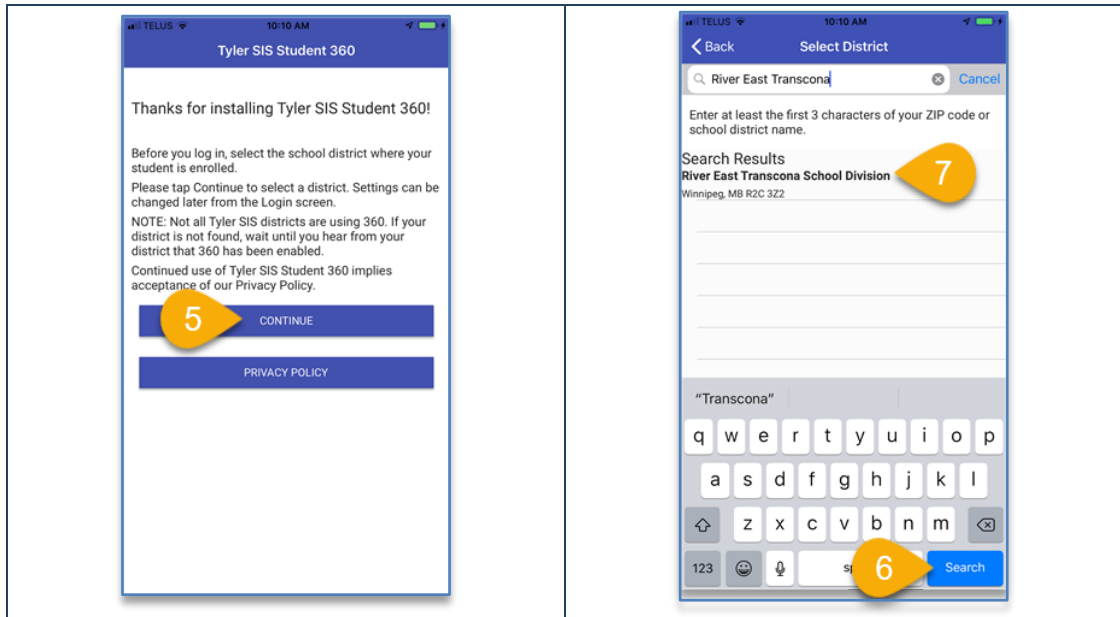 TELUS 10:10 AM
Tyler SIS Student 360
Thanks for installing Tyler SIS Student 360!
Before you log in, select the school district where your
student is enrolled.
Please tap Continue to select a district. Settings can be
changed later from the Login screen.
NOTE: Not all Tyler SIS districts are using 360. If your
district is not found, wait until you hear from your
district that 360 has been enabled.
Continued use of Tyler SIS Student 360 implies
acceptance of our Privacy Policy.
5 CONTINUE
PRIVACY POLICY
TELUS 10:10 AM
Back Select District
River East Transcona Cancel
Enter at least the first 3 characters of your ZIP code or
school district name.
Search Results
River East Transcona School Division
7
Winnipeg, MB R2C 3Z2
"Transcona"
q w e r t y u i o p
a s d f g h j k l
z x c v b n m
123 6 Search